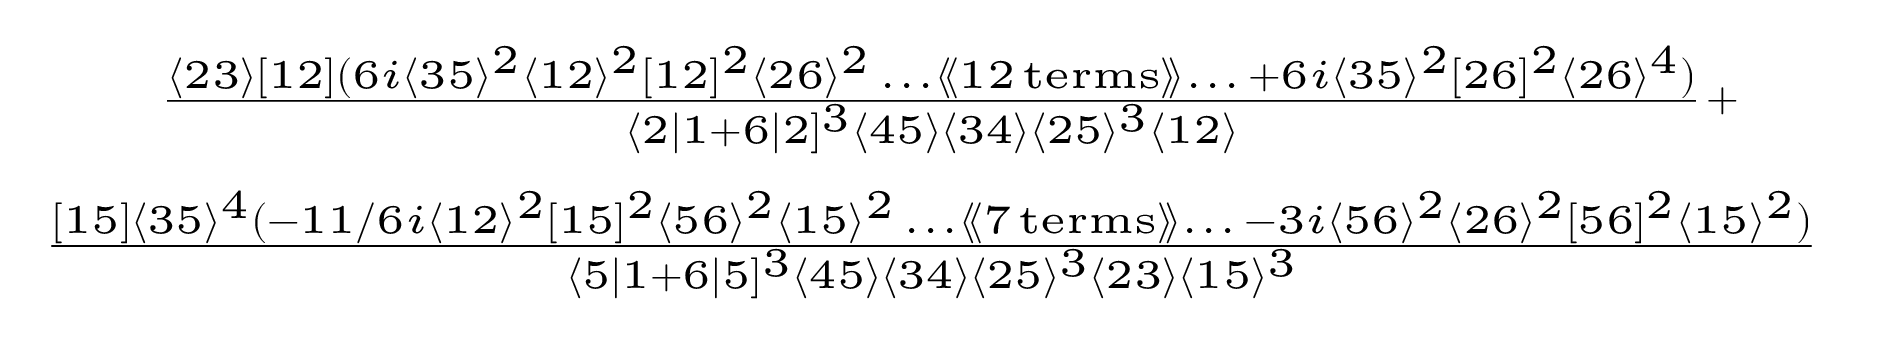 ⟨23⟩[12](6i⟨35⟩²⟨12⟩²[12]²⟨26⟩² …⟪12 terms⟫… +6i⟨35⟩²[26]²⟨26⟩⁴)
⟨2|1+6|2]³⟨45⟩⟨34⟩⟨25⟩³⟨12⟩ +
[15]⟨35⟩⁴(−11/6i⟨12⟩²[15]²⟨56⟩²⟨15⟩² …⟪7 terms⟫… −3i⟨56⟩²⟨26⟩²[56]²⟨15⟩²)
⟨5|1+6|5]³⟨45⟩⟨34⟩⟨25⟩³⟨23⟩⟨15⟩³